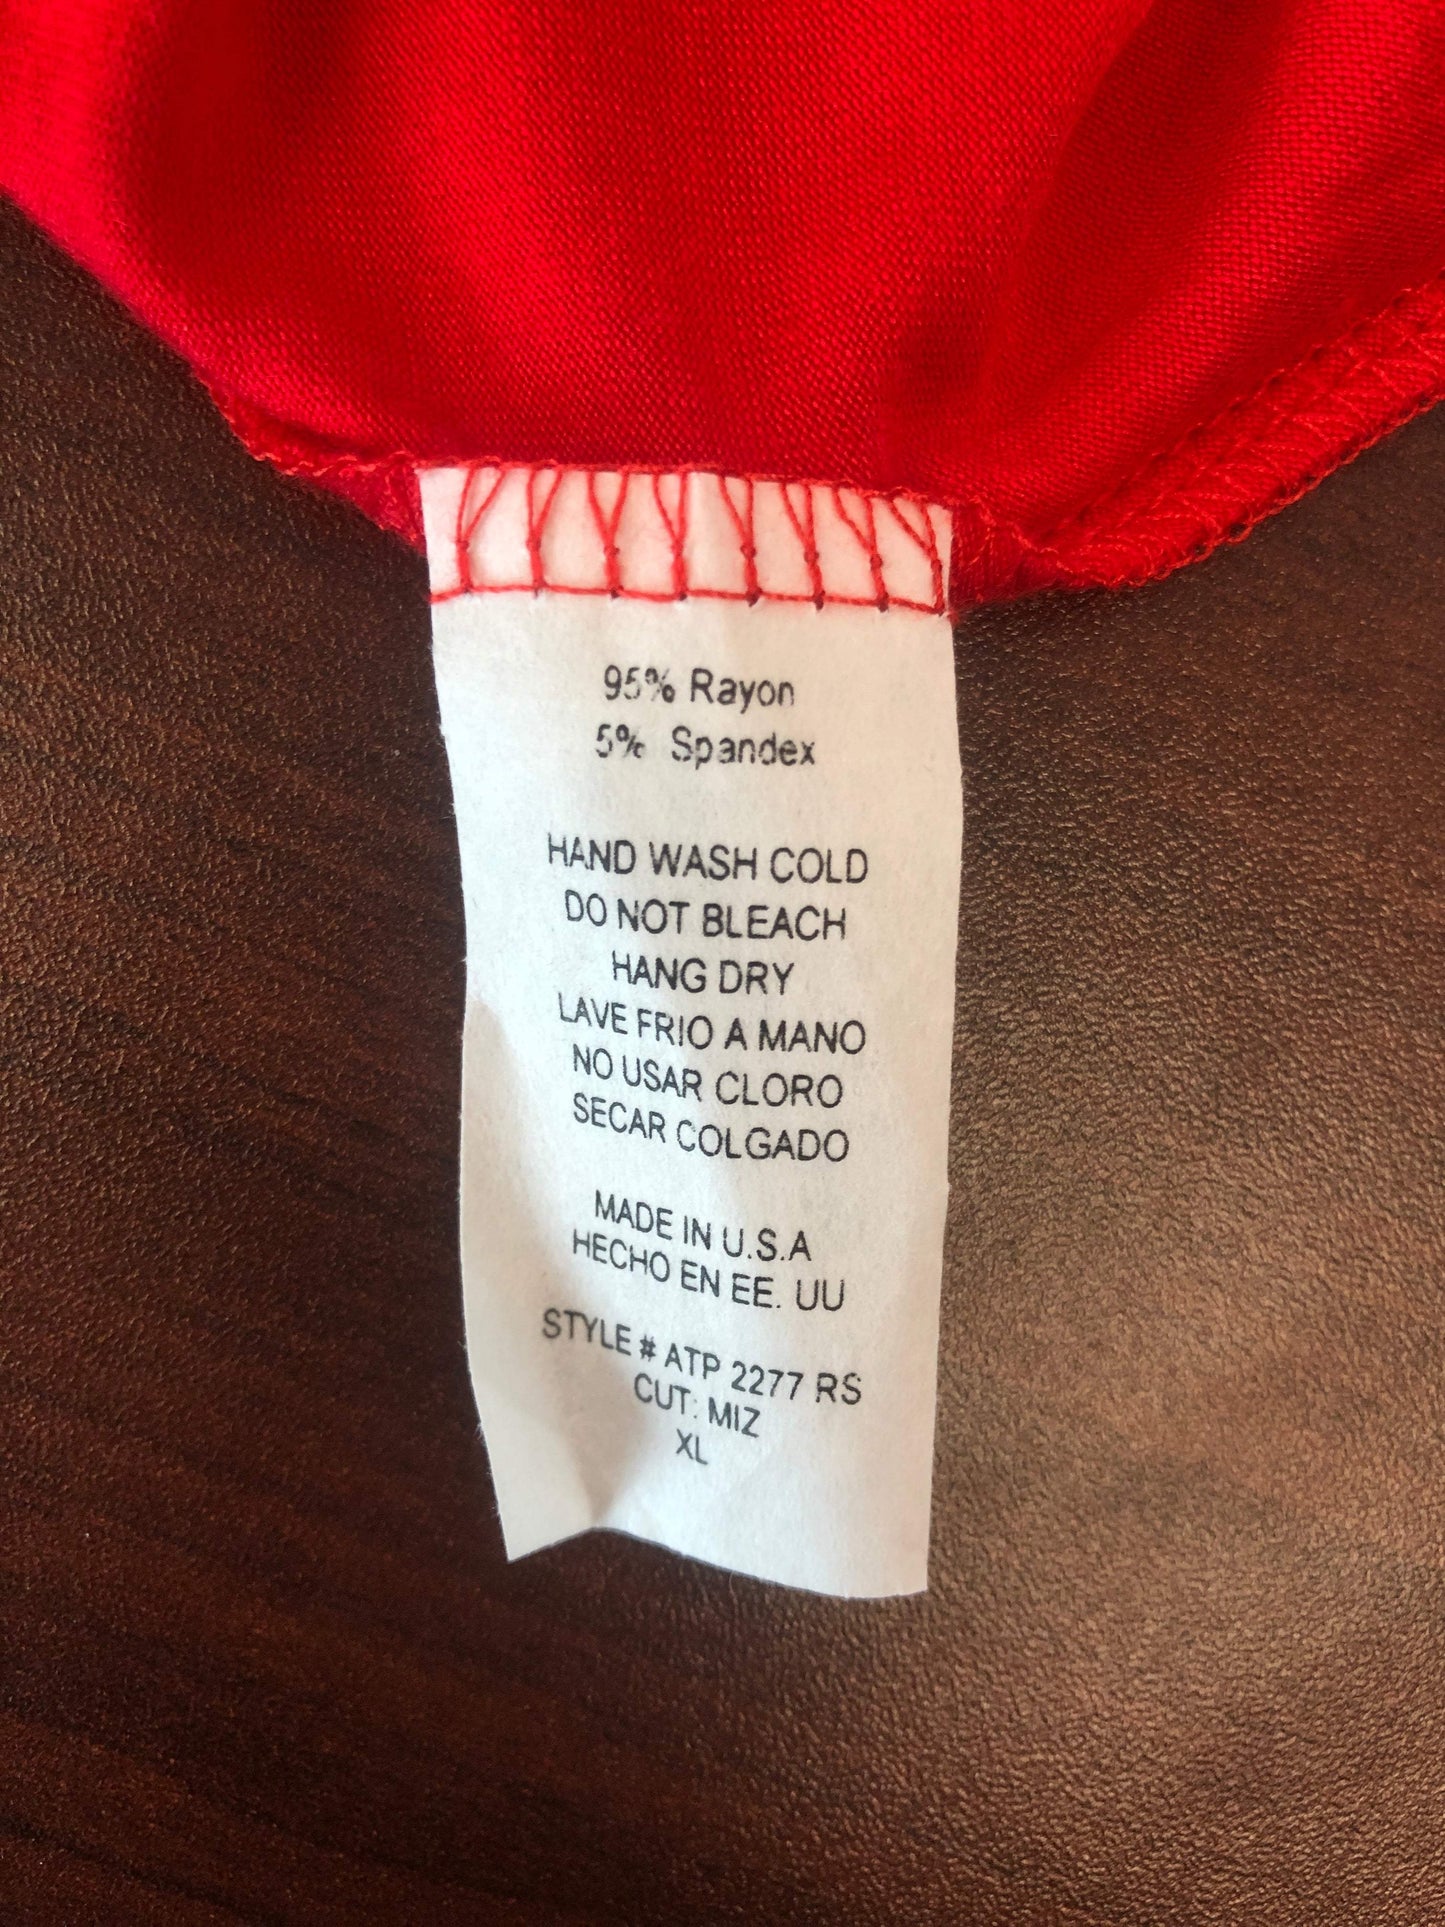 95% Rayon
5% Spandex
HAND WASH COLD
DO NOT BLEACH
HANG DRY
LAVE FRIO A MANO
NO USAR CLORO
SECAR COLGADO
MADE IN U.S.A
HECHO EN EE. UU
STYLE # ATP 2277 RS
CUT: MIZ
XL